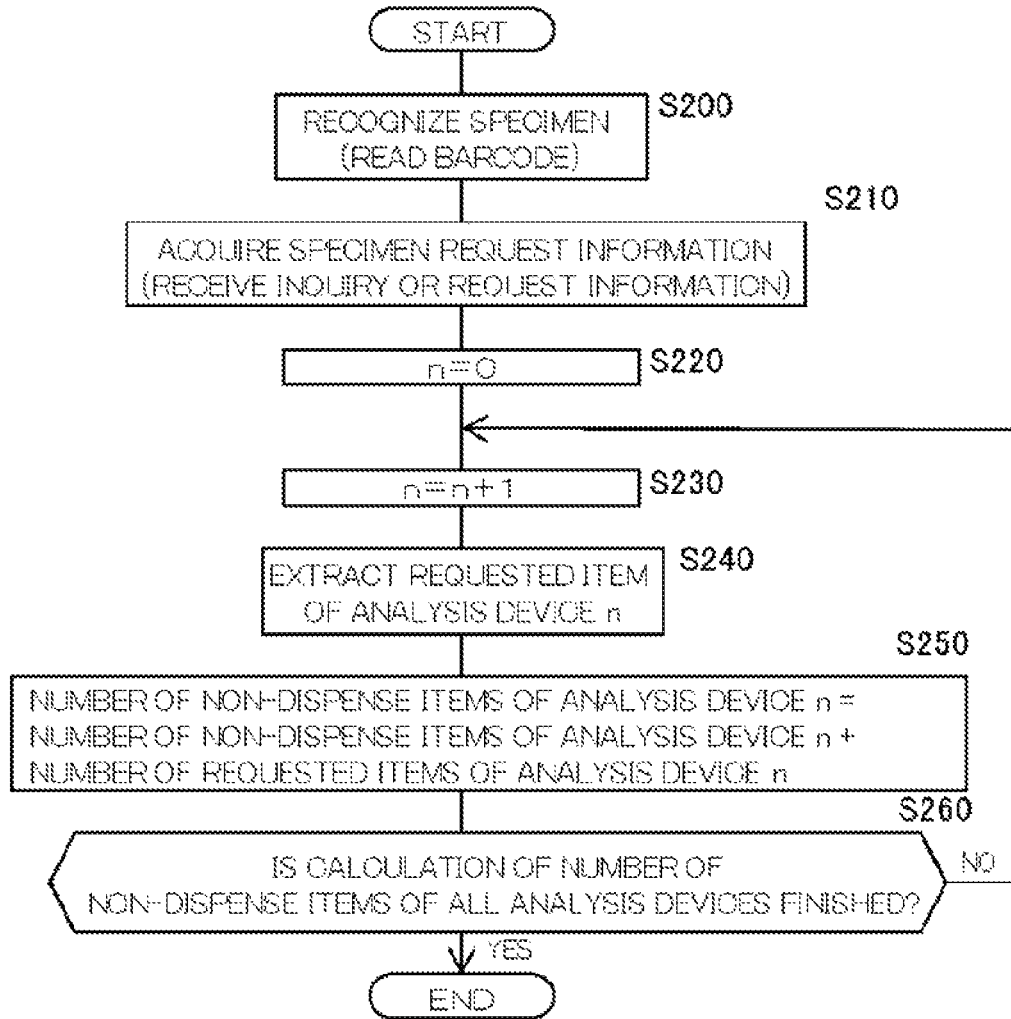 START
S200
RECOGNIZE SPECIMEN
(READ BARCODE)
S210
ACQUIRE SPECIMEN REQUEST INFORMATION
(RECEIVE INQUIRY OR REQUEST INFORMATION)
n=0
S220
n=n+1
S230
S240
EXTRACT REQUESTED ITEM
OF ANALYSIS DEVICE n
S250
NUMBER OF NON-DISPENSE ITEMS OF ANALYSIS DEVICE n =
NUMBER OF NON-DISPENSE ITEMS OF ANALYSIS DEVICE n +
NUMBER OF REQUESTED ITEMS OF ANALYSIS DEVICE n
S260
IS CALCULATION OF NUMBER OF
NON-DISPENSE ITEMS OF ALL ANALYSIS DEVICES FINISHED?
NO
YES
END